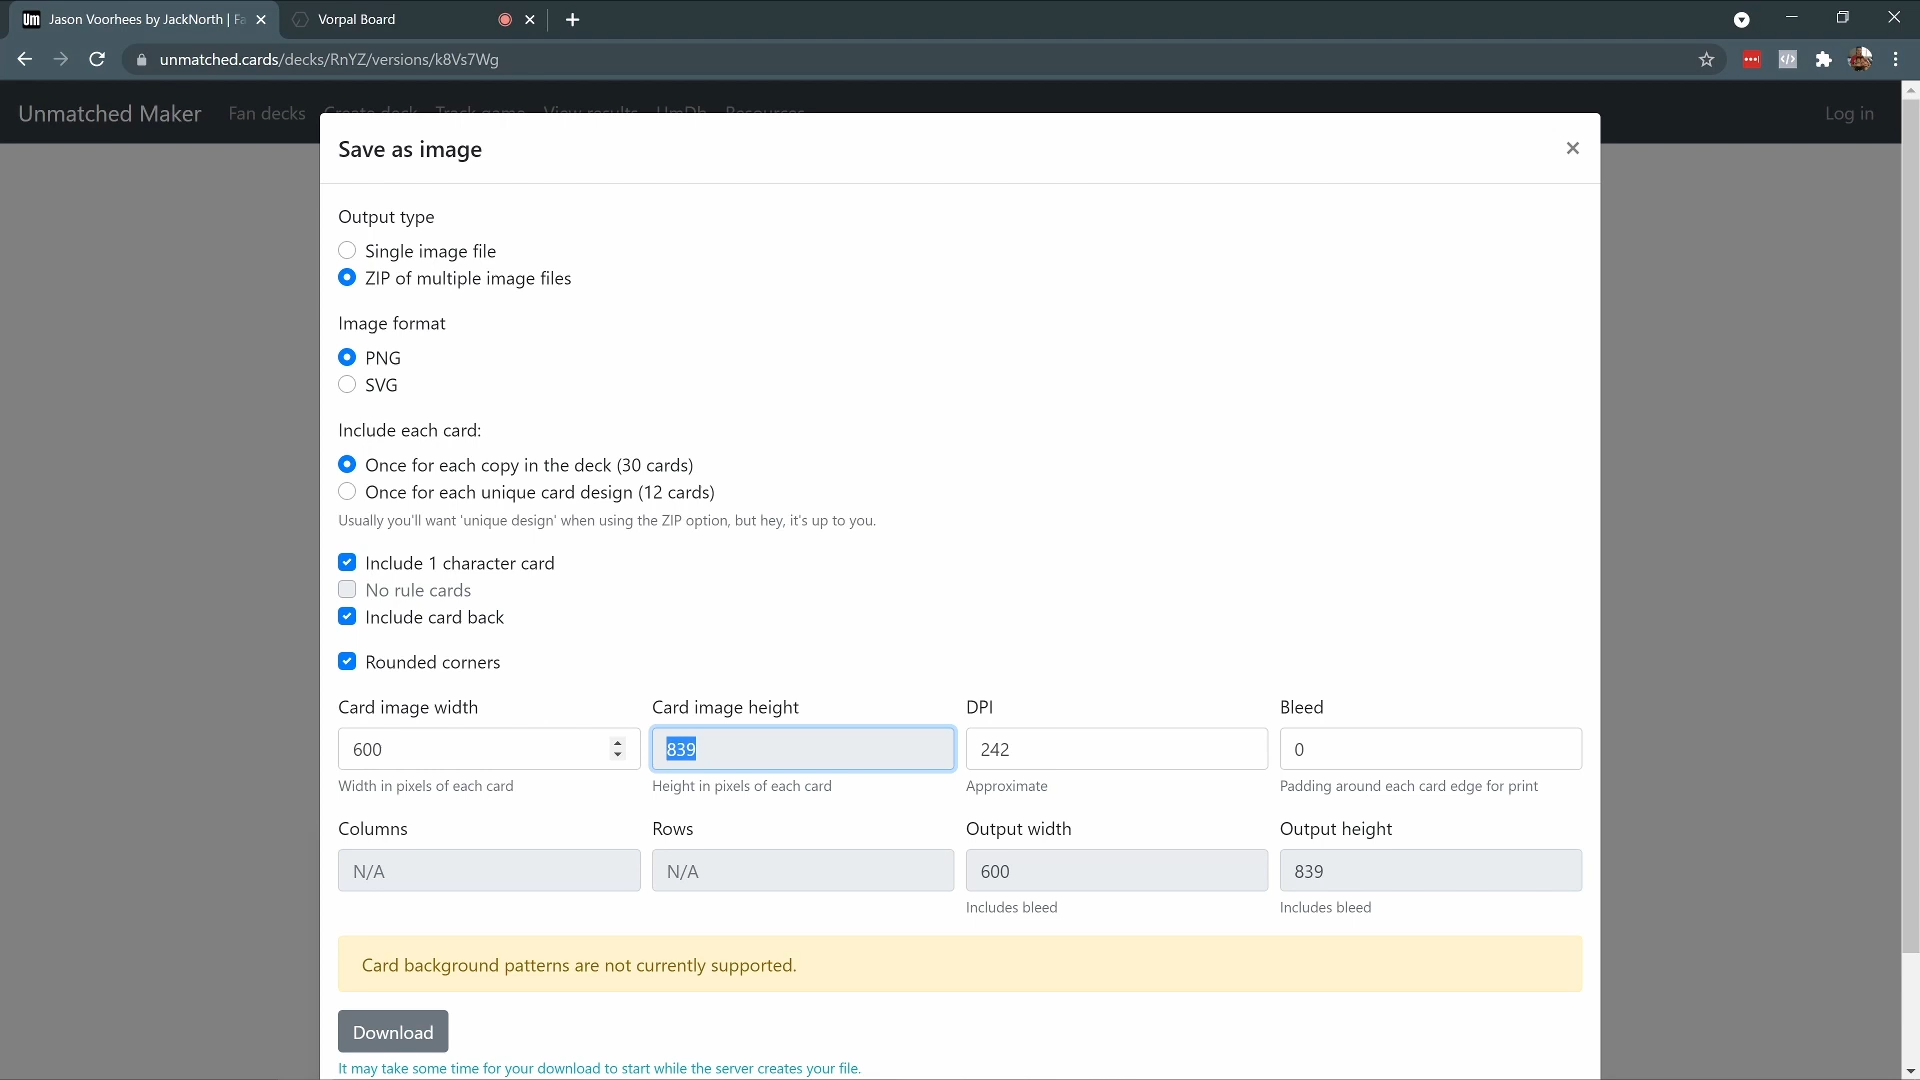 Jason Voorhees by JackNorth | Fa
Vorpal Board
unmatched.cards/decks/RnYZ/versions/k8Vs7Wg
Unmatched Maker Fan decks Create deck Track game View results UmDb Resources Log in
Save as image
Output type
Single image file
ZIP of multiple image files
Image format
PNG
SVG
Include each card:
Once for each copy in the deck (30 cards)
Once for each unique card design (12 cards)
Usually you'll want 'unique design' when using the ZIP option, but hey, it's up to you.
Include 1 character card
No rule cards
Include card back
Rounded corners
Card image width Card image height DPI Bleed
600 839 242 0
Width in pixels of each card Height in pixels of each card Approximate Padding around each card edge for print
Columns Rows Output width Output height
N/A N/A 600 839
Includes bleed Includes bleed
Card background patterns are not currently supported.
Download
It may take some time for your download to start while the server creates your file.